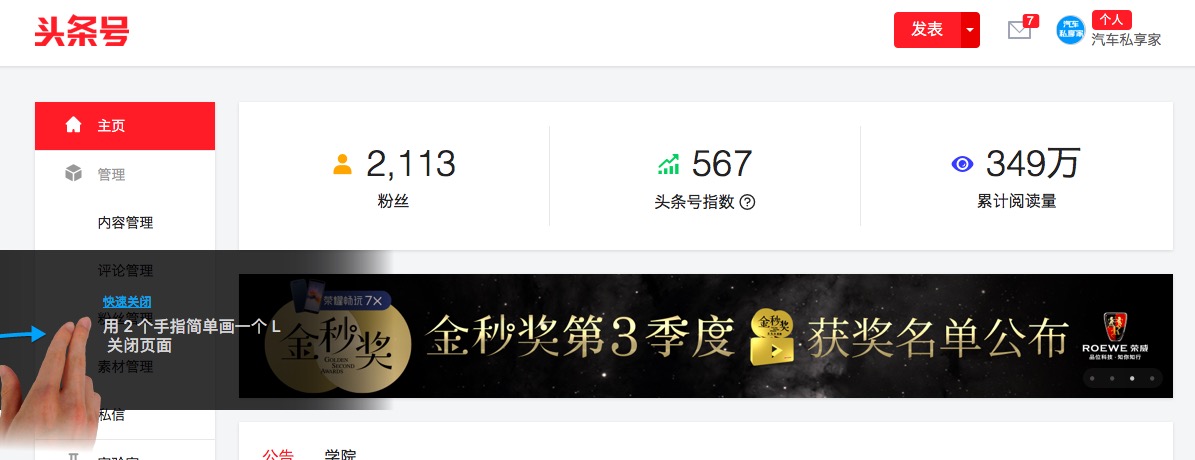 头条号
发表
7
个人
汽车
私享家
汽车私享家
主页
管理
内容管理
评论管理
粉丝管理
素材管理
私信
实验室
2,113
粉丝
567
头条号指数 ?
349万
累计阅读量
快速关闭
用 2 个手指简单画一个 L
关闭页面
荣耀畅玩 7X
金秒奖
GOLDEN
SECOND
AWARDS
金秒奖第3季度
金秒奖
获奖名单公布
ROEWE 荣威
品位科技·知你知行
公告
学院